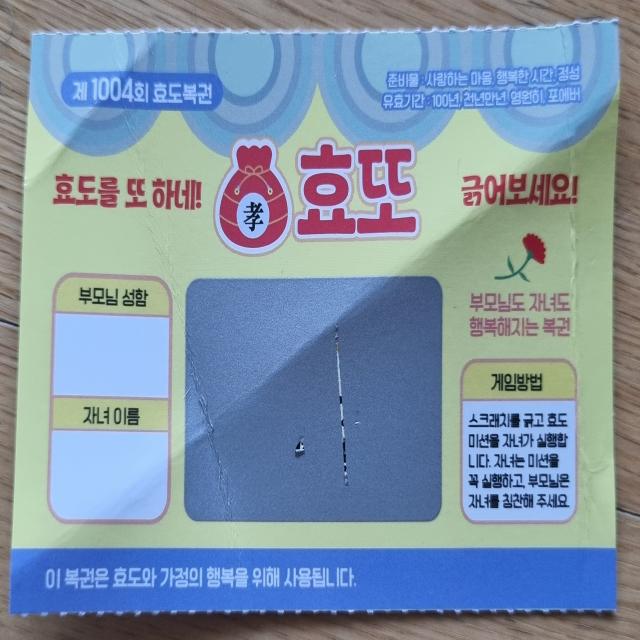 제 1004회 효도복권
준비물 : 사랑하는 마음, 행복한 시간, 정성
유효기간 : 100년, 천년만년, 영원히, 포에버
효도를 또 하네!
孝
효또
긁어보세요!
부모님도 자녀도
행복해지는 복권
부모님 성함
자녀 이름
게임방법
스크래치를 긁고 효도
미션을 자녀가 실행합
니다. 자녀는 미션을
꼭 실행하고, 부모님은
자녀를 칭찬해 주세요
이 복권은 효도와 가정의 행복을 위해 사용됩니다.